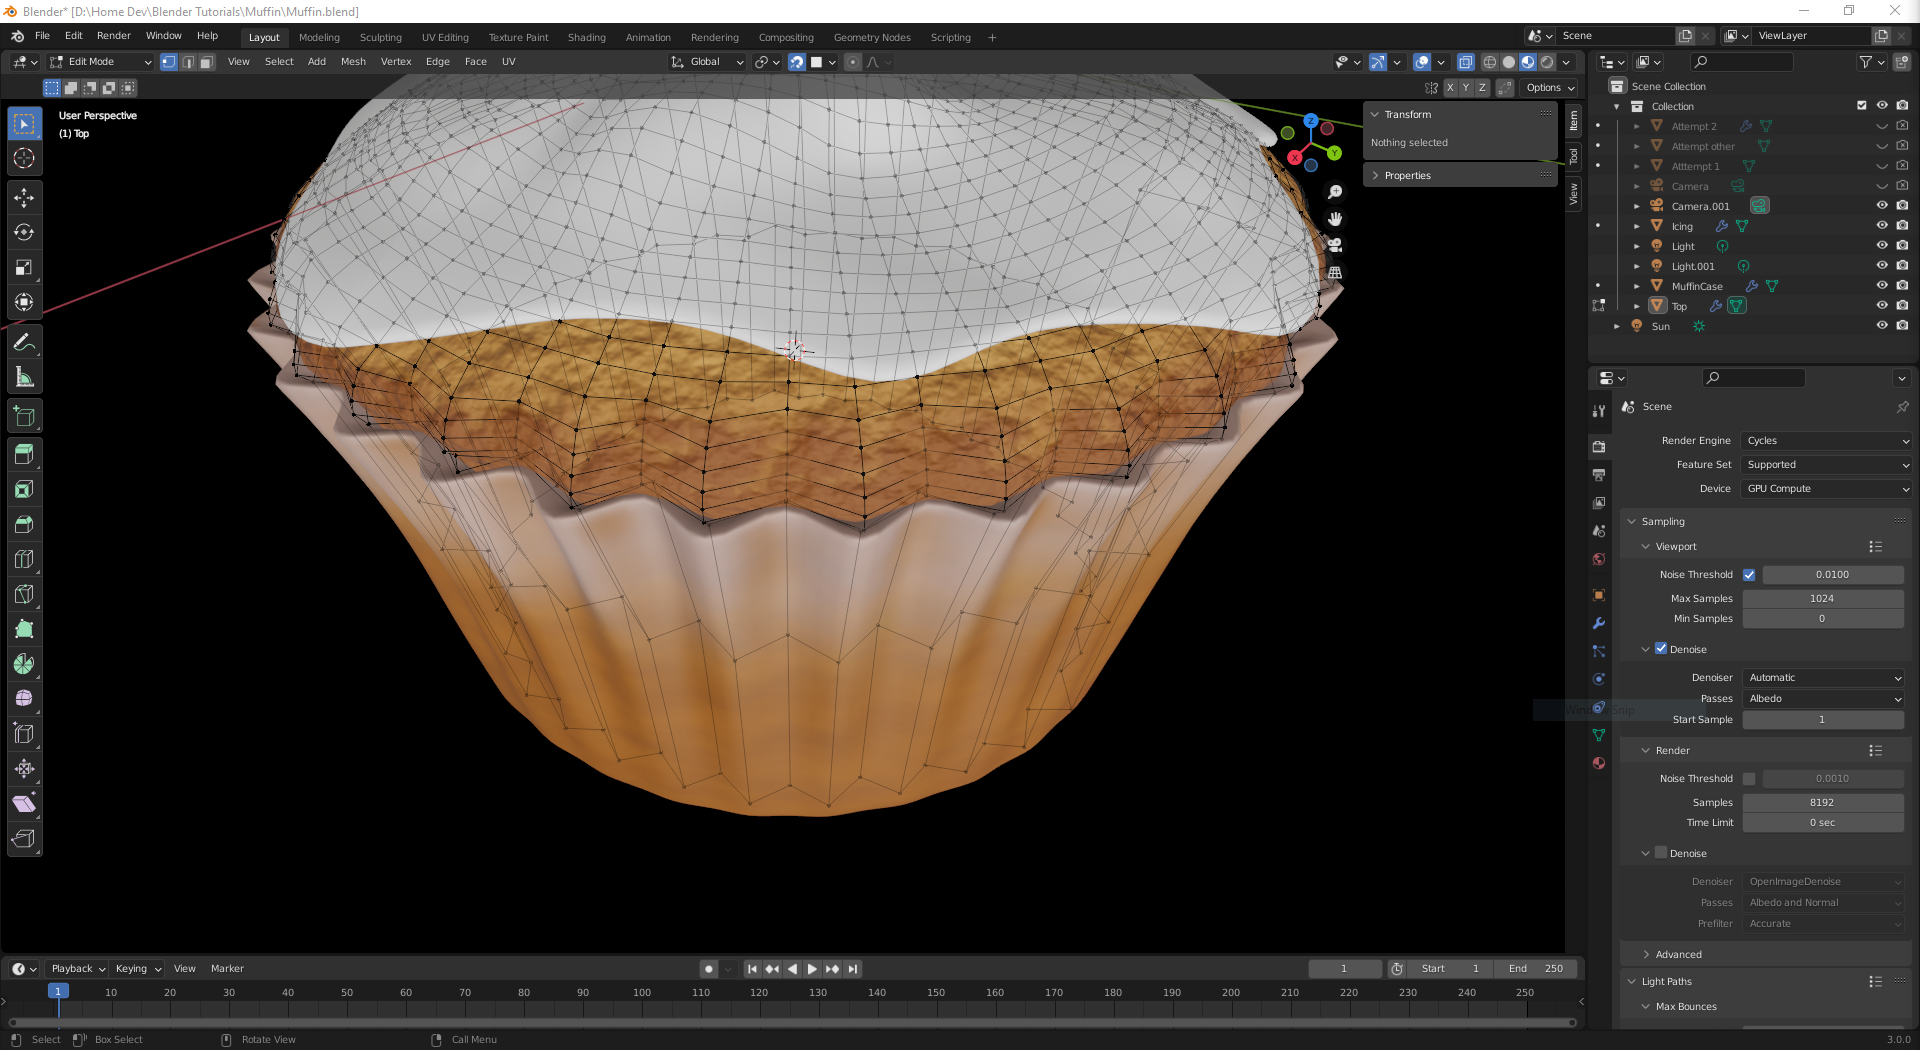 Blender* [D:\Home Dev\Blender Tutorials\Muffin\Muffin.blend]
File Edit Render Window Help Layout Modeling Sculpting UV Editing Texture Paint Shading Animation Rendering Compositing Geometry Nodes Scripting + Scene ViewLayer
Edit Mode View Select Add Mesh Vertex Edge Face UV Global
X Y Z Options
User Perspective
(1) Top
Z
Y
X
Transform
Nothing selected
Properties
Item
Tool
View
Scene Collection
Collection
Attempt 2
Attempt other
Atttempt 1
Camera
Camera.001
Icing
Light
Light.001
MuffinCase
Top
Sun
Scene
Render Engine Cycles
Feature Set Supported
Device GPU Compute
Sampling
Viewport
Noise Threshold 0.0100
Max Samples 1024
Min Samples 0
Denoise
Denoiser Automatic
Passes Albedo
Start Sample 1
Render
Noise Threshold 0.0010
Samples 8192
Time Limit 0 sec
Denoise
Denoiser OpenImageDenoise
Passes Albedo and Normal
Prefilter Accurate
Advanced
Light Paths
Max Bounces
Playback Keying View Marker 1 Start 1 End 250
1 10 20 30 40 50 60 70 80 90 100 110 120 130 140 150 160 170 180 190 200 210 220 230 240 250
Select Box Select Rotate View Call Menu 3.0.0